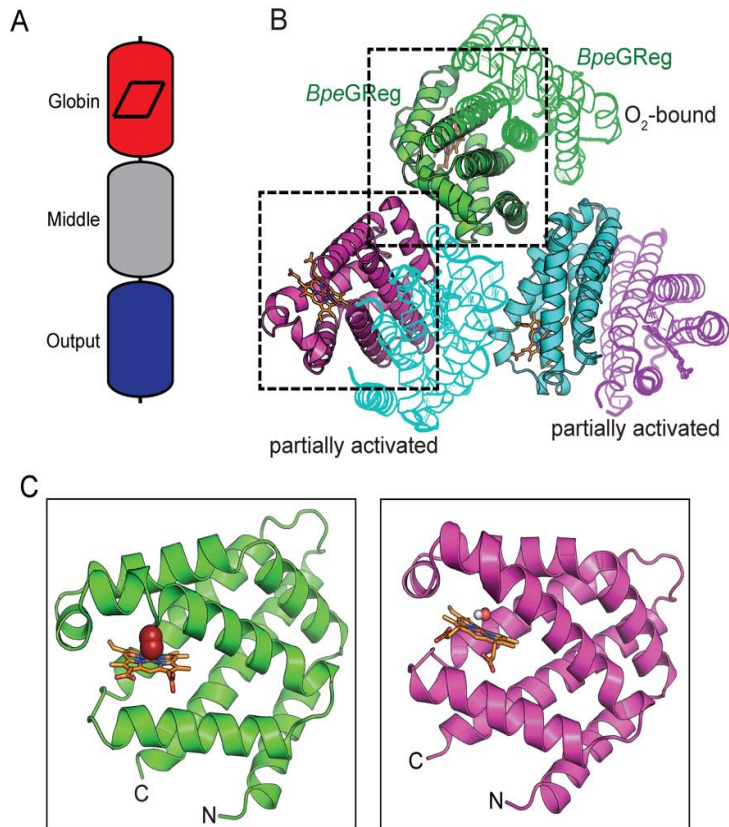 A
Globin
Middle
Output
B
BpeGReg
BpeGReg
O₂-bound
partially activated
partially activated
C
C
N
C
N